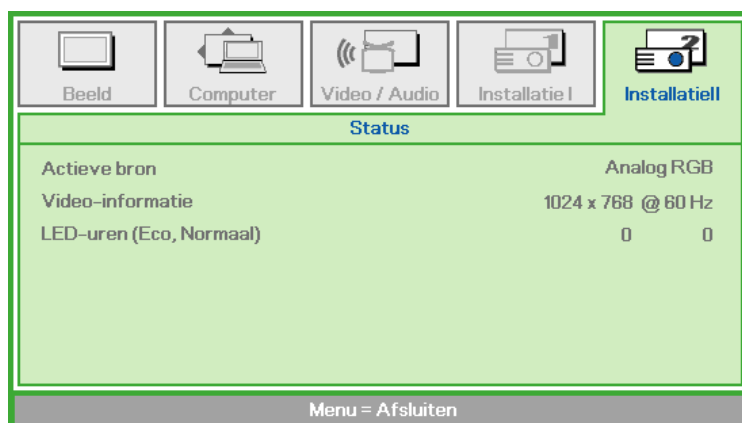 Beeld Computer Video / Audio Installatie I InstallatieII
Status
Actieve bron Analog RGB
Video-informatie 1024 x 768 @ 60 Hz
LED-uren (Eco, Normaal) 0 0
Menu = Afsluiten